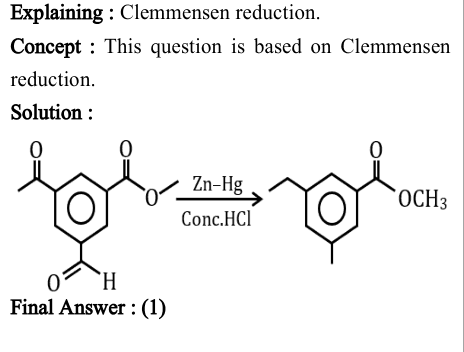 Explaining : Clemmensen reduction.
Concept : This question is based on Clemmensen
reduction.
Solution :
O
O
O
Zn–Hg
Conc.HCl
O
H
O
OCH3
Final Answer : (1)